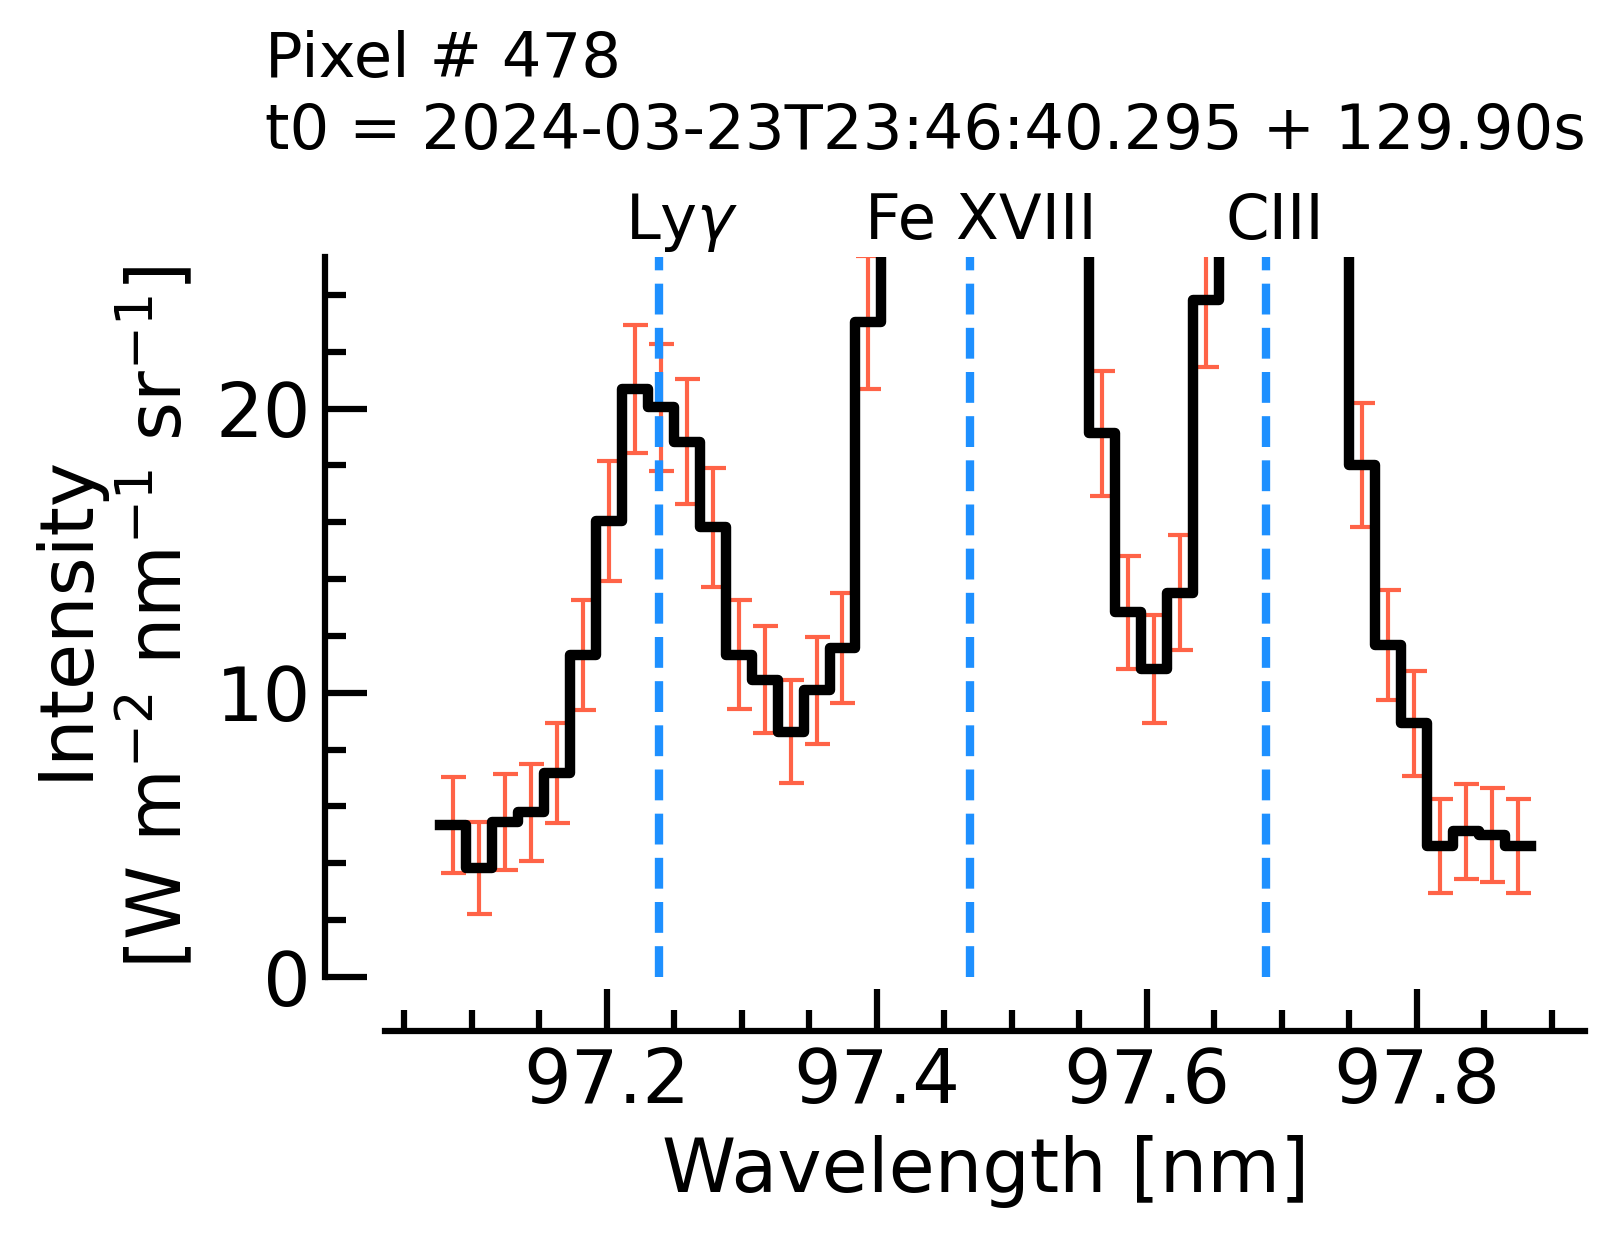 Pixel # 478
t0 = 2024-03-23T23:46:40.295 + 129.90s
Lyγ Fe XVIII CIII
Intensity
[W m⁻² nm⁻¹ sr⁻¹]
20
10
0
97.2 97.4 97.6 97.8
Wavelength [nm]